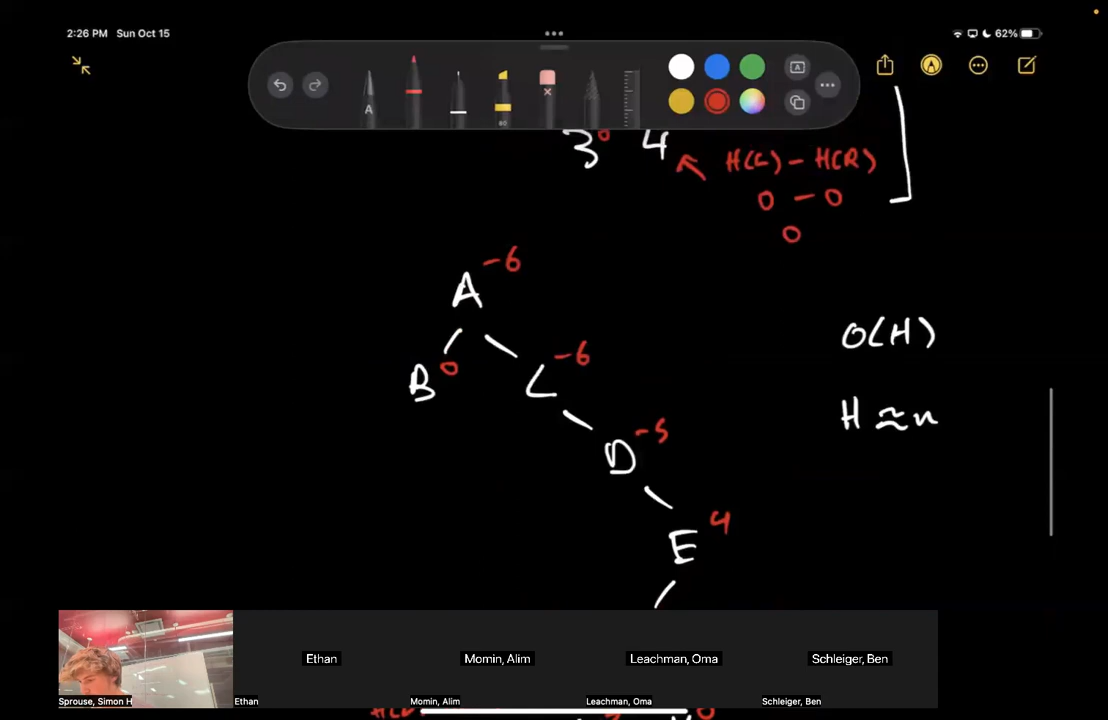 2:26 PM Sun Oct 15
62%
A
A
80
3 0 4
H(L) - H(R)
0 - 0
0
A -6
B 0
C -6
D -5
E 4
O(H)
H ≈ n
Ethan
Momin, Alim
Leachman, Oma
Schleiger, Ben
Sprouse, Simon H
Ethan
Momin, Alim
Leachman, Oma
Schleiger, Ben